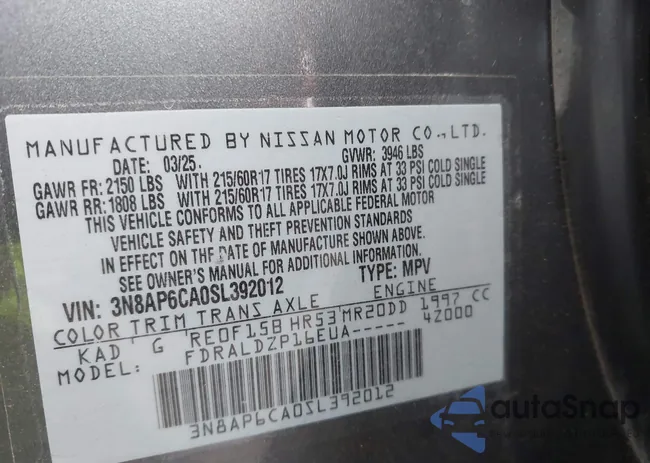 MANUFACTURED BY NISSAN MOTOR CO.,LTD.
DATE: 03/25. GVWR: 3946 LBS
GAWR FR: 2150 LBS WITH 215/60R17 TIRES 17X7.0J RIMS AT 33 PSI COLD SINGLE
GAWR RR: 1808 LBS WITH 215/60R17 TIRES 17X7.0J RIMS AT 33 PSI COLD SINGLE
THIS VEHICLE CONFORMS TO ALL APPLICABLE FEDERAL MOTOR
VEHICLE SAFETY AND THEFT PREVENTION STANDARDS
IN EFFECT ON THE DATE OF MANUFACTURE SHOWN ABOVE.
SEE OWNER'S MANUAL FOR ADDITIONAL INFORMATION.
VIN: 3N8AP6CA0SL392012 TYPE: MPV
COLOR TRIM TRANS AXLE ENGINE
KAD G RE0F15B HR53 MR20DD 1997 CC
MODEL: FDRALDZP16EUA----- 42000
3N8AP6CA0SL392012
autoSnap